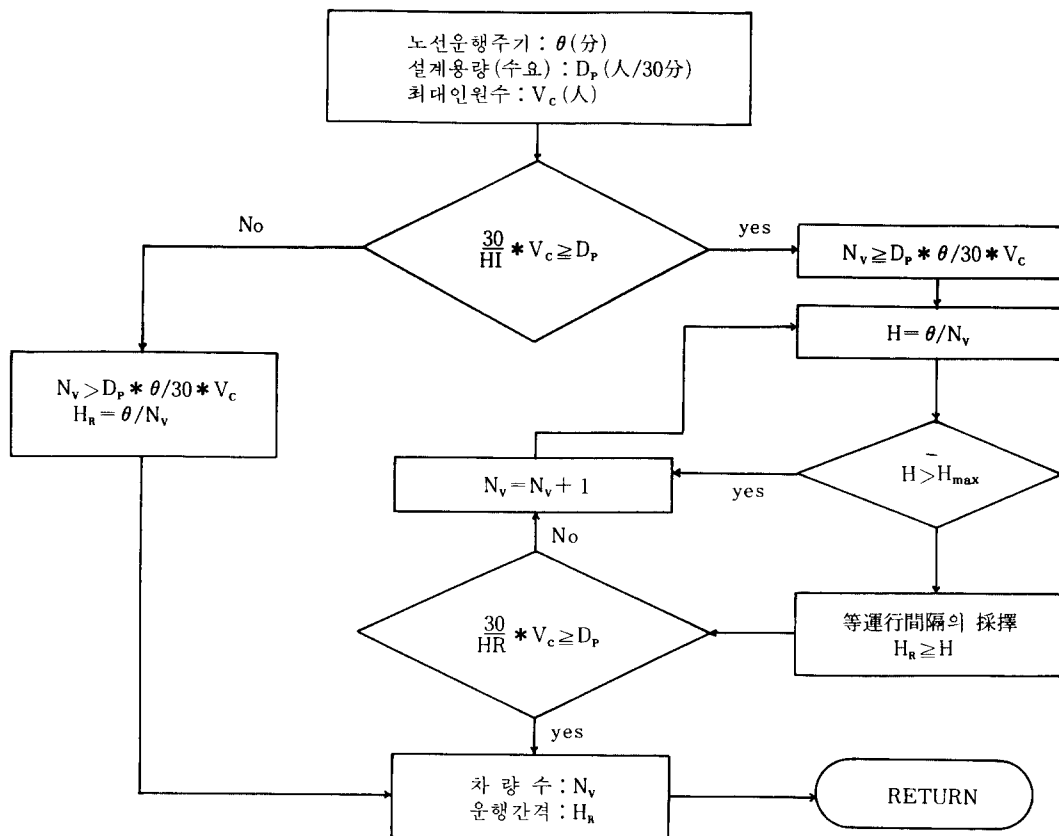 노선운행주기 : θ(分)
설계용량(수요) : D_P(人/30分)
최대인원수 : V_C(人)
No
30/HI * V_C ≧ D_P
yes
N_V ≧ D_P * θ/30 * V_C
H = θ/N_V
N_V > D_P * θ/30 * V_C
H_R = θ/N_V
N_V = N_V + 1
yes
H > H_max
No
30/HR * V_C ≧ D_P
等運行間隔의 採擇
H_R ≧ H
yes
차 량 수 : N_V
운행간격 : H_R
RETURN